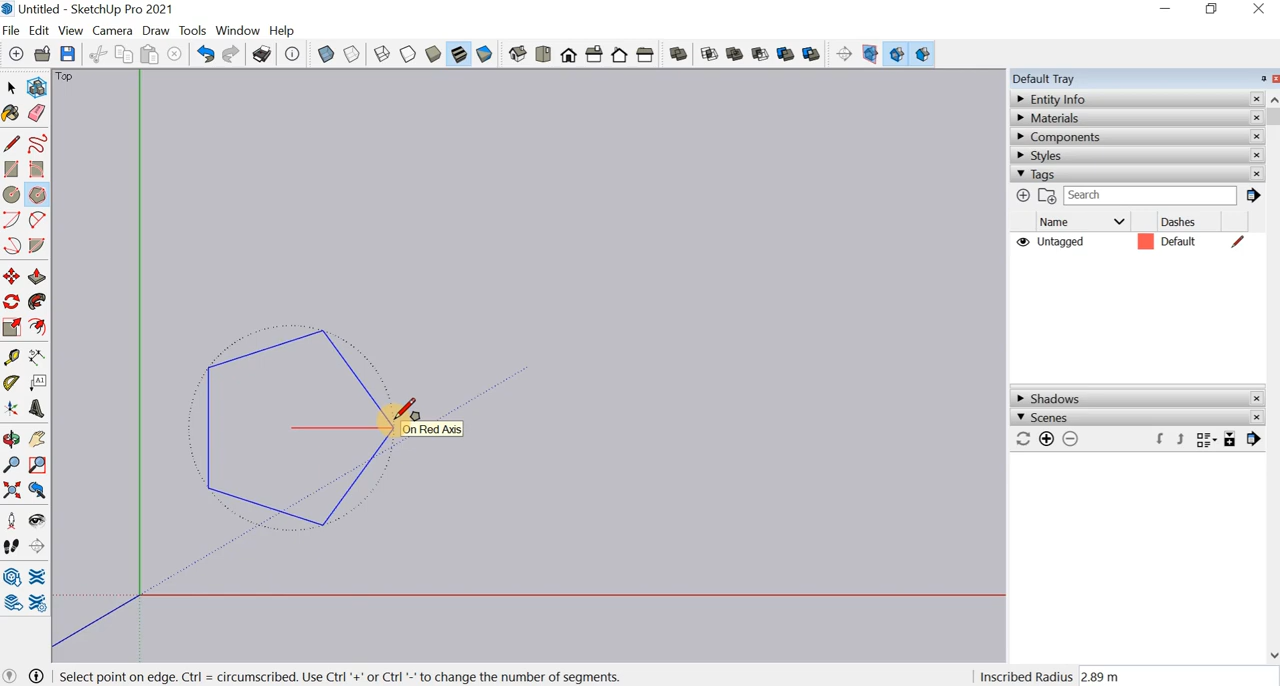 Untitled - SketchUp Pro 2021
File Edit View Camera Draw Tools Window Help
Top
Default Tray
Entity Info
Materials
Components
Styles
Tags
Search
Name Dashes
Untagged Default
A1
On Red Axis
Shadows
Scenes
Select point on edge. Ctrl = circumscribed. Use Ctrl '+' or Ctrl '-' to change the number of segments.
Inscribed Radius 2.89 m